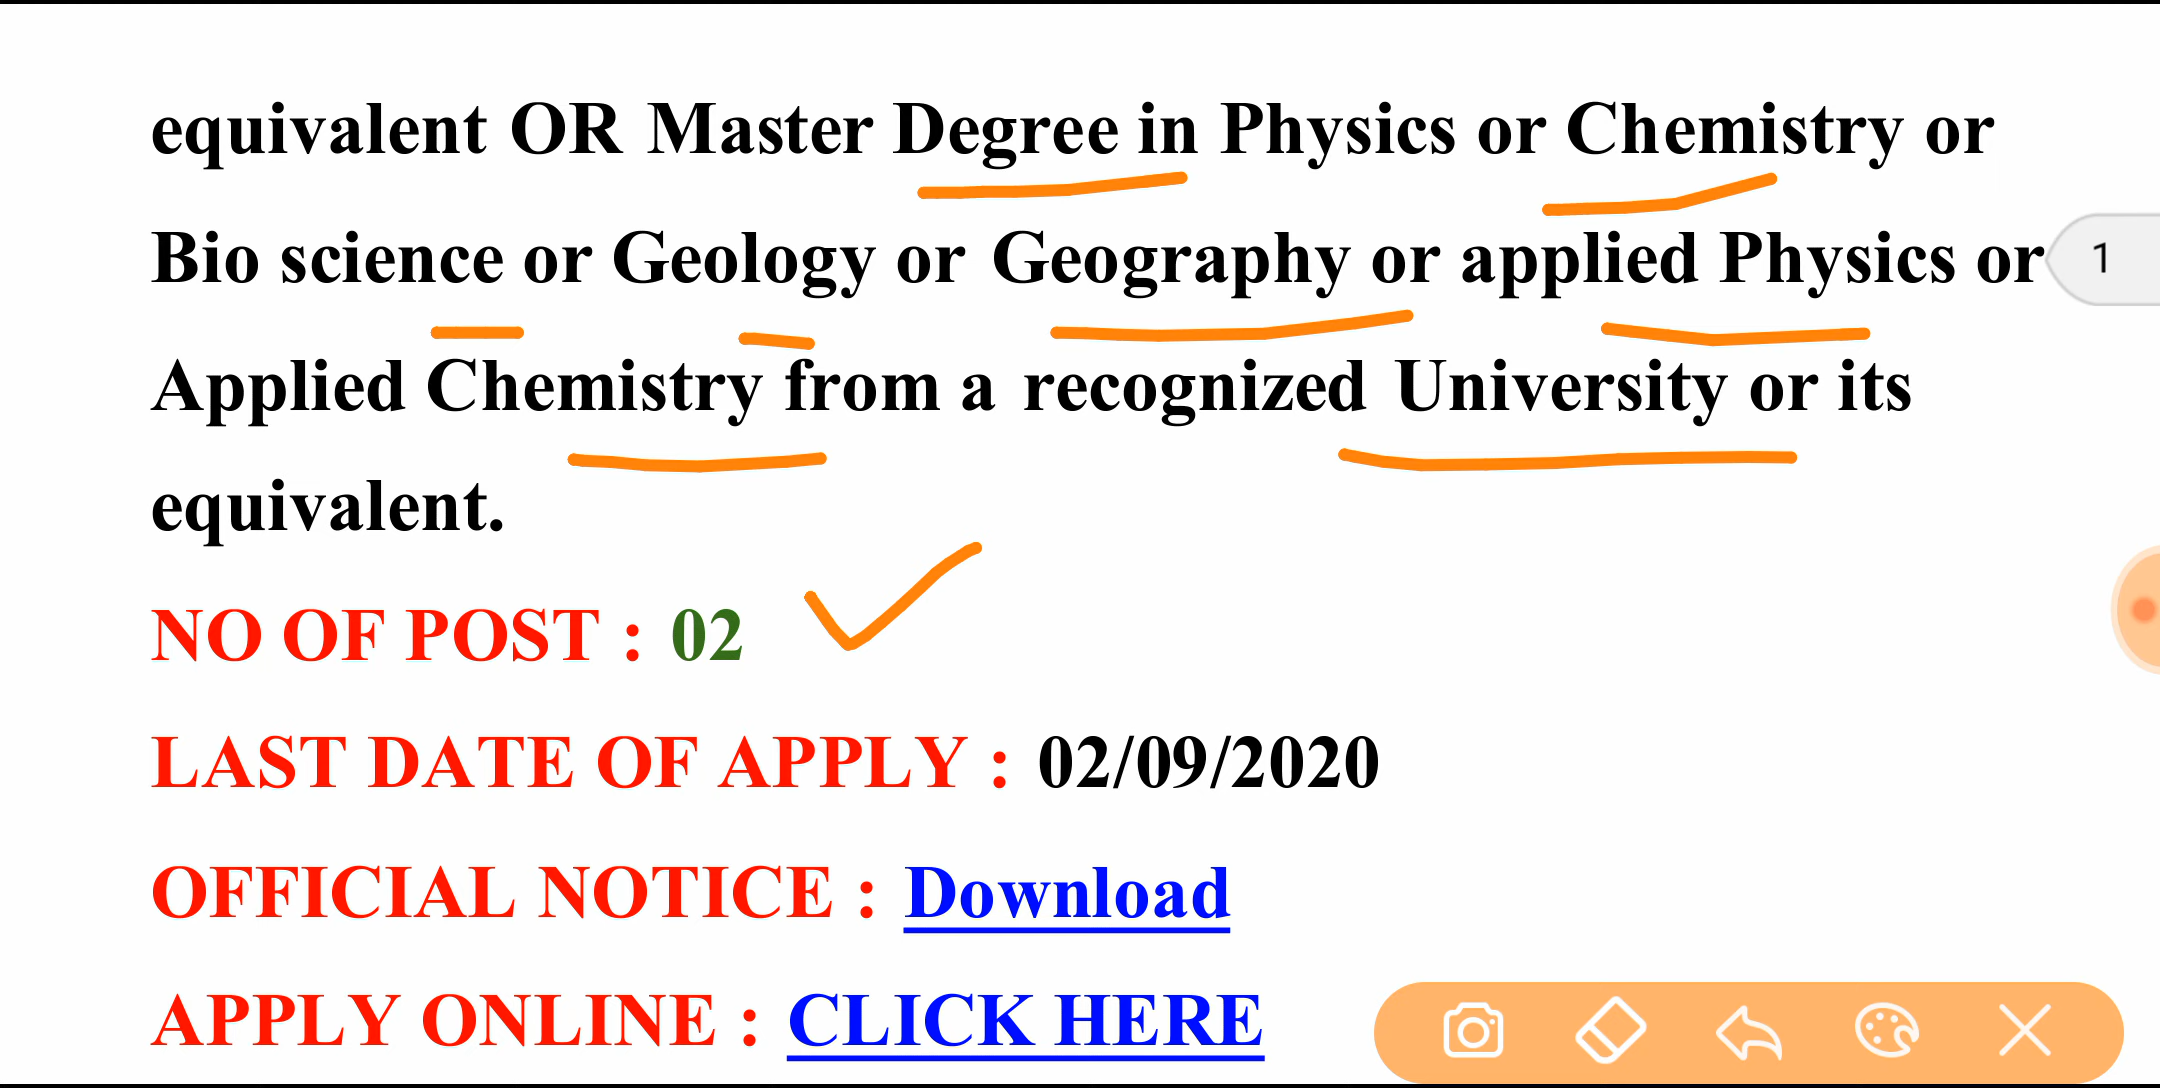 equivalent OR Master Degree in Physics or Chemistry or
Bio science or Geology or Geography or applied Physics or
1
Applied Chemistry from a recognized University or its
equivalent.
NO OF POST : 02
LAST DATE OF APPLY : 02/09/2020
OFFICIAL NOTICE : Download
APPLY ONLINE : CLICK HERE